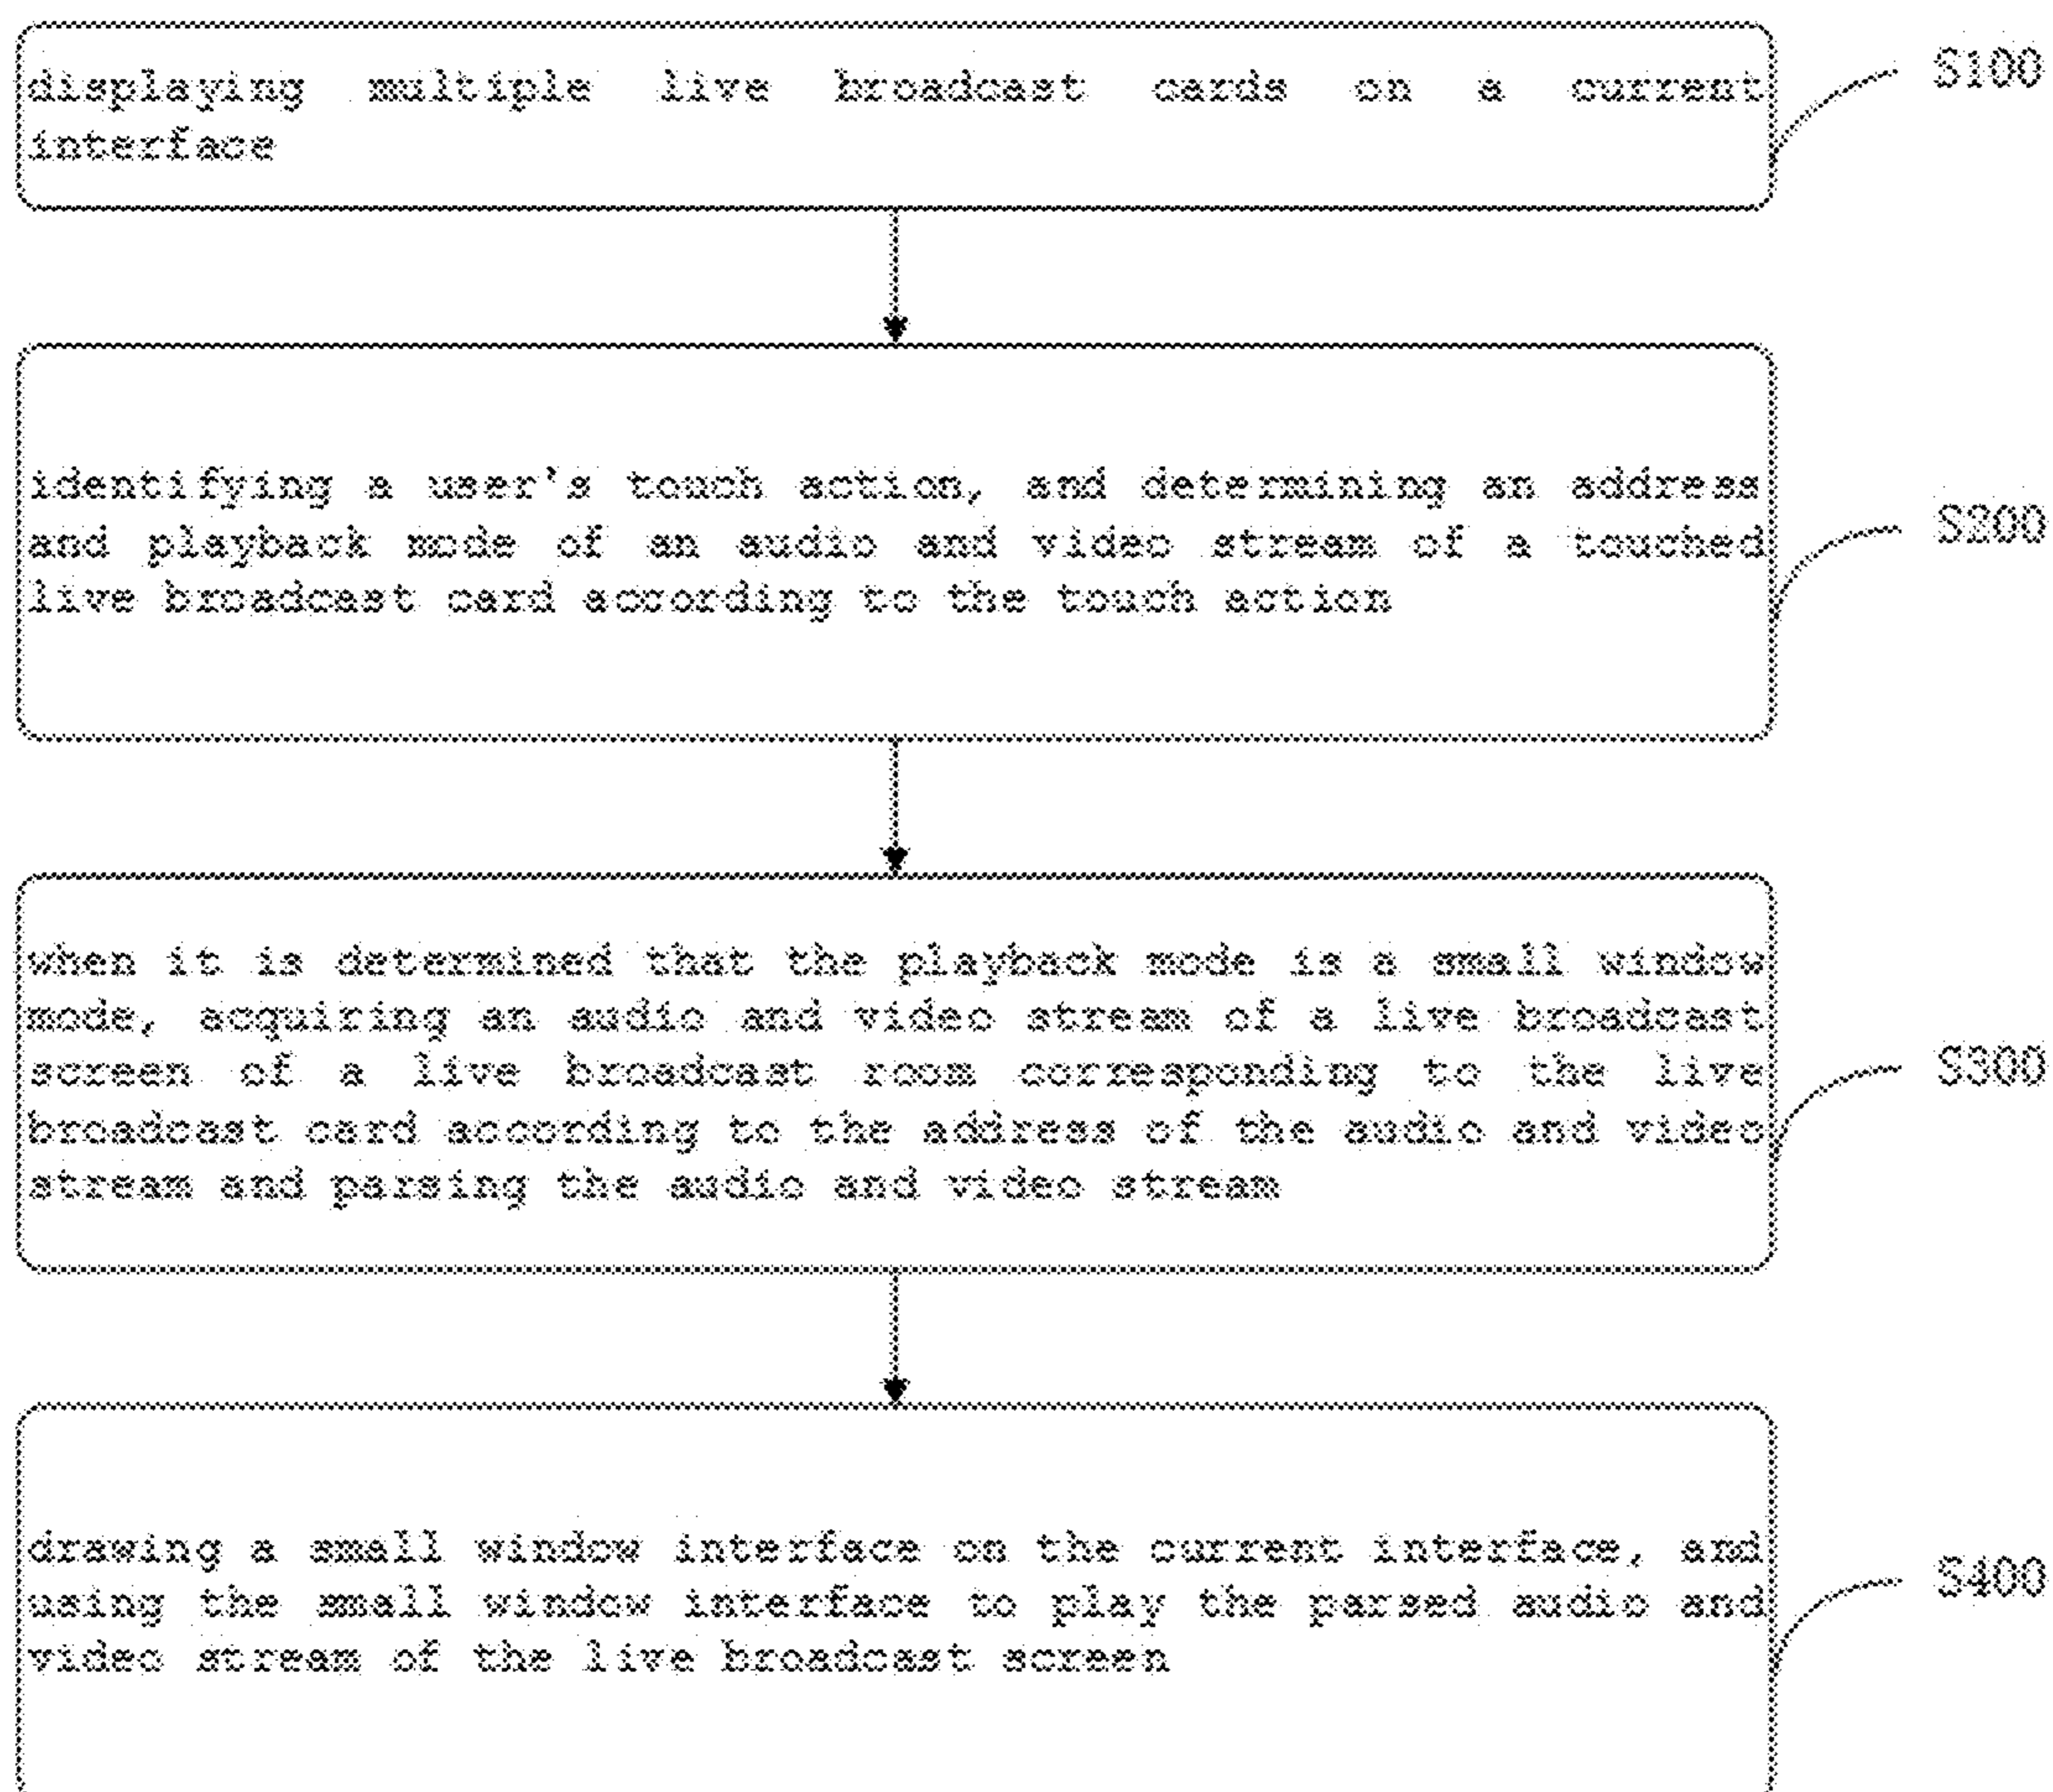 displaying multiple live broadcast cards on a current
interface
S100
identifying a user's touch action, and determining an address
and playback mode of an audio and video stream of a touched
live broadcast card according to the touch action
S200
when it is determined that the playback mode is a small window
mode, acquiring an audio and video stream of a live broadcast
screen of a live broadcast room corresponding to the live
broadcast card according to the address of the audio and video
stream and parsing the audio and video stream
S300
drawing a small window interface on the current interface, and
using the small window interface to play the parsed audio and
video stream of the live broadcast screen
S400